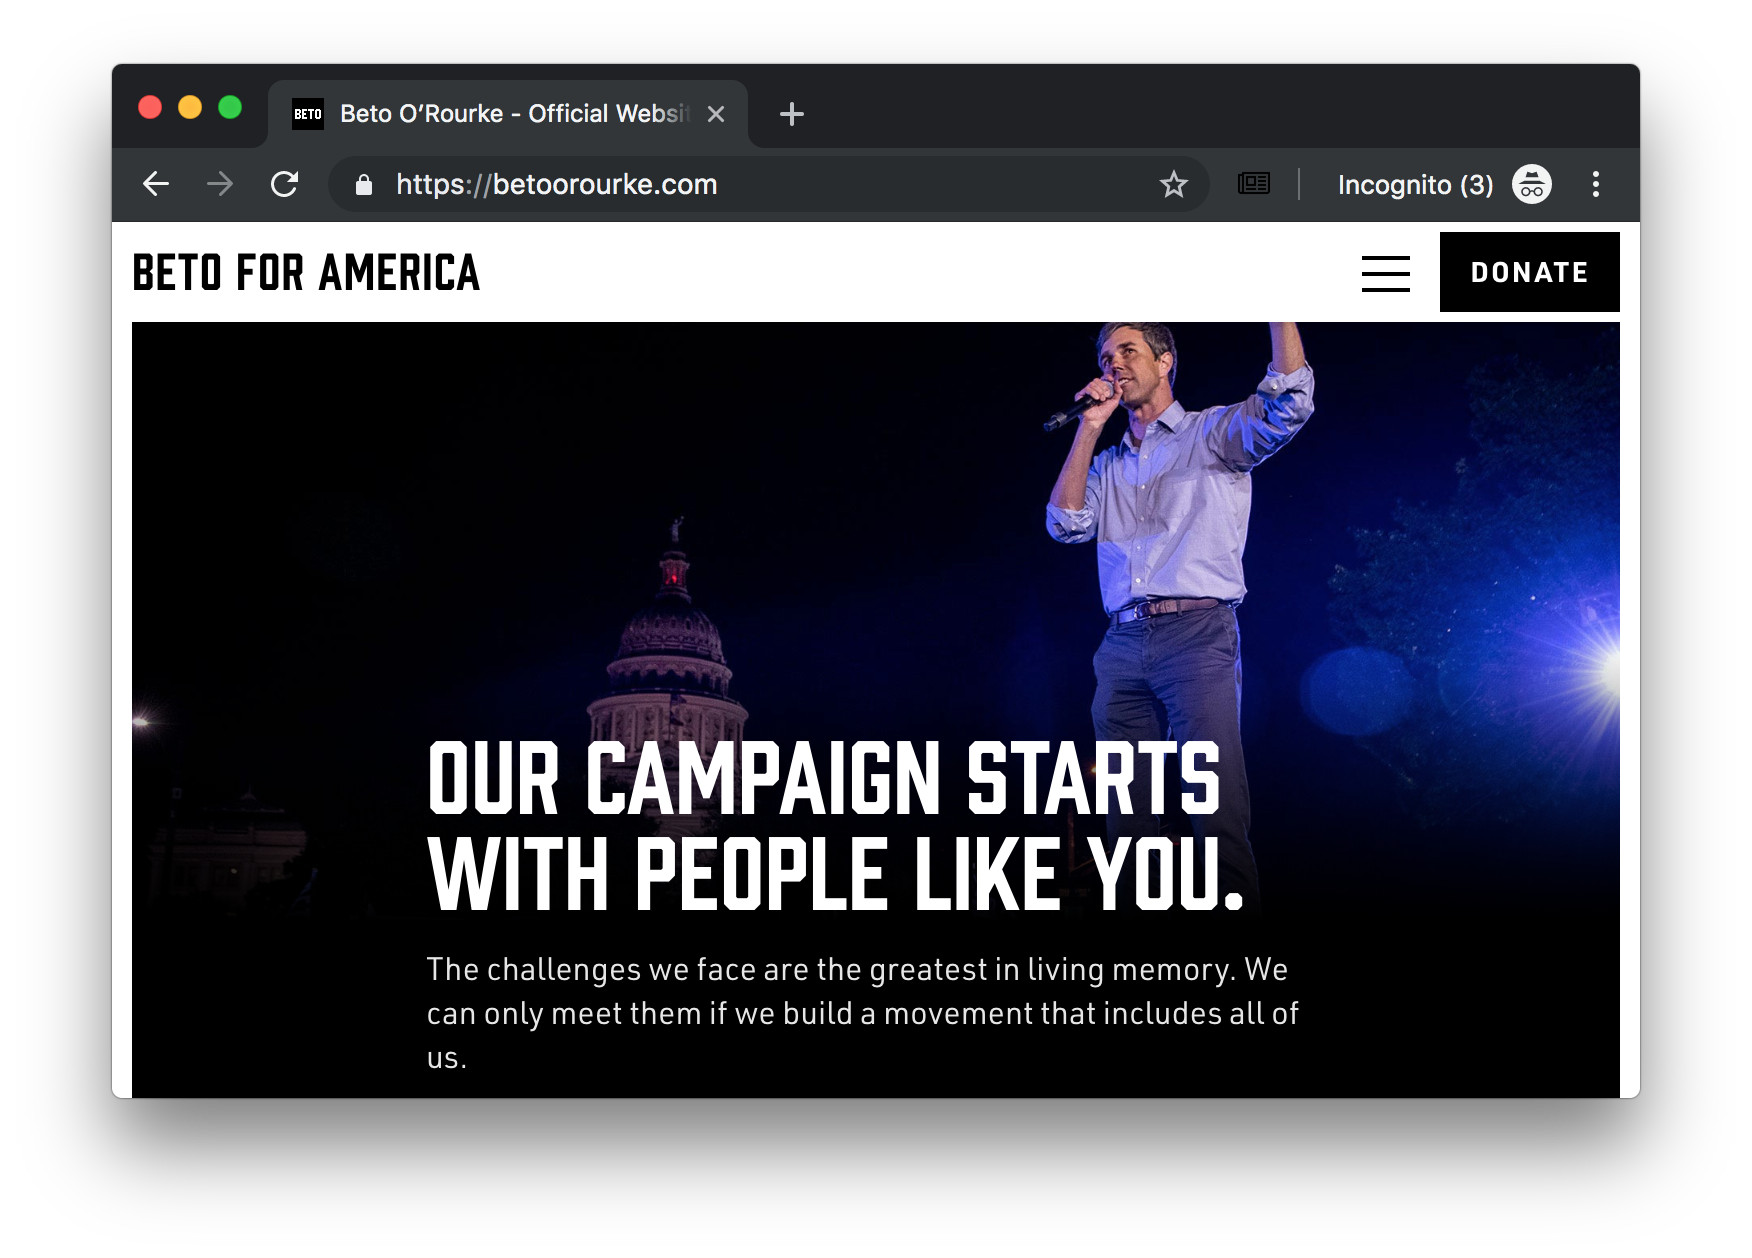 BETO
Beto O’Rourke - Official Websit
https://betoorourke.com
Incognito (3)
BETO FOR AMERICA
DONATE
OUR CAMPAIGN STARTS
WITH PEOPLE LIKE YOU.
The challenges we face are the greatest in living memory. We
can only meet them if we build a movement that includes all of
us.